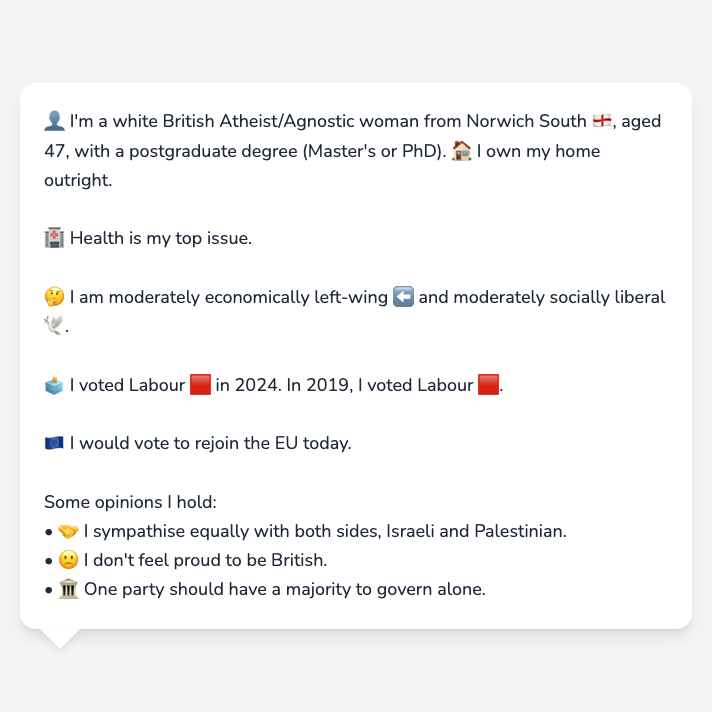 👤 I'm a white British Atheist/Agnostic woman from Norwich South 🏴󠁧󠁢󠁥󠁮󠁧󠁿, aged
47, with a postgraduate degree (Master's or PhD). 🏠 I own my home
outright.
🏥 Health is my top issue.
🤔 I am moderately economically left-wing ⬅️ and moderately socially liberal
🕊️.
🗳️ I voted Labour 🟥 in 2024. In 2019, I voted Labour 🟥.
🇪🇺 I would vote to rejoin the EU today.
Some opinions I hold:
• 🤝 I sympathise equally with both sides, Israeli and Palestinian.
• 🙁 I don't feel proud to be British.
• 🏛️ One party should have a majority to govern alone.